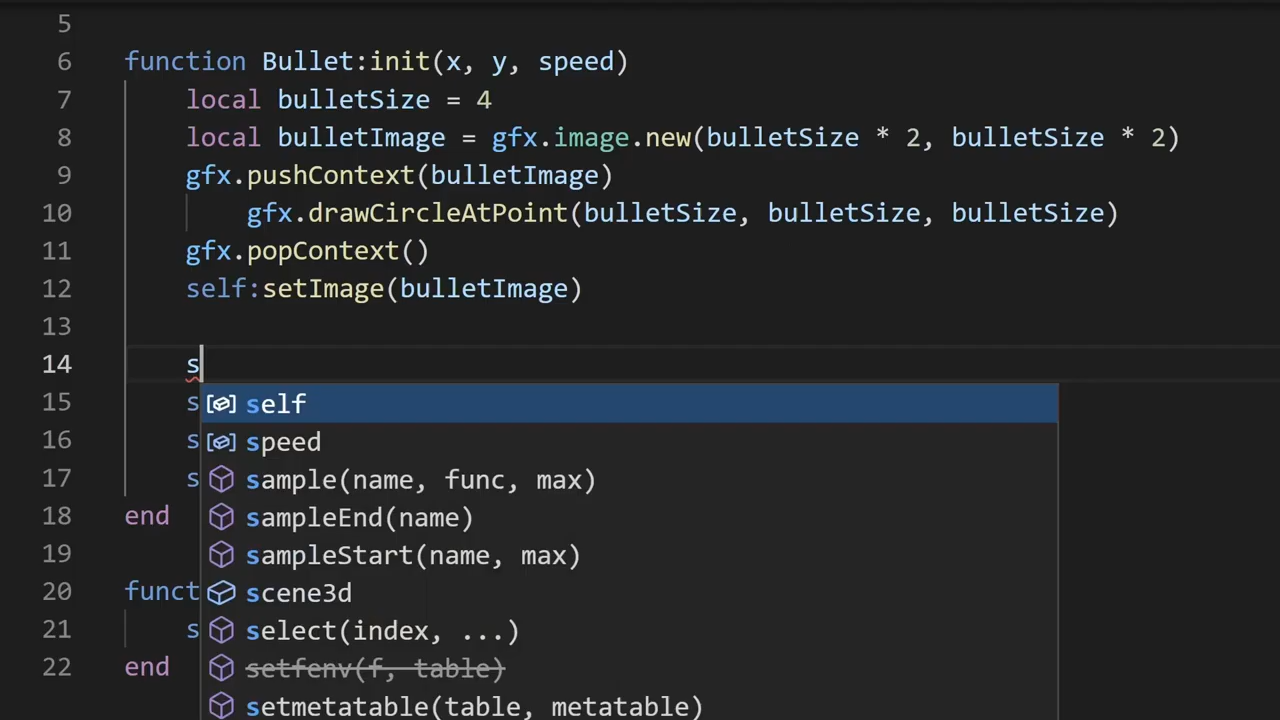 5
6 function Bullet:init(x, y, speed)
7 local bulletSize = 4
8 local bulletImage = gfx.image.new(bulletSize * 2, bulletSize * 2)
9 gfx.pushContext(bulletImage)
10 gfx.drawCircleAtPoint(bulletSize, bulletSize, bulletSize)
11 gfx.popContext()
12 self:setImage(bulletImage)
13
14 s
15 s self
16 s speed
17 s sample(name, func, max)
18 end sampleEnd(name)
19 sampleStart(name, max)
20 funct scene3d
21 s select(index, ...)
22 end setfenv(f, table)
setmetatable(table, metatable)